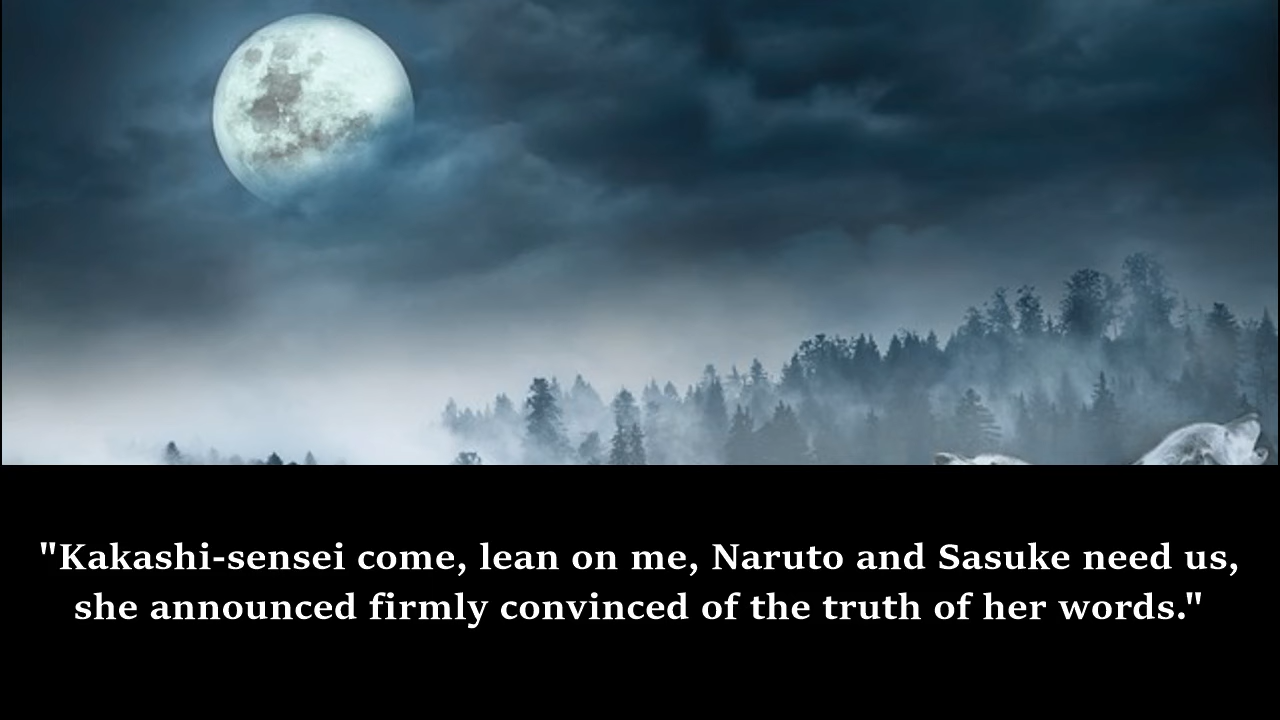 "Kakashi-sensei come, lean on me, Naruto and Sasuke need us,
she announced firmly convinced of the truth of her words."